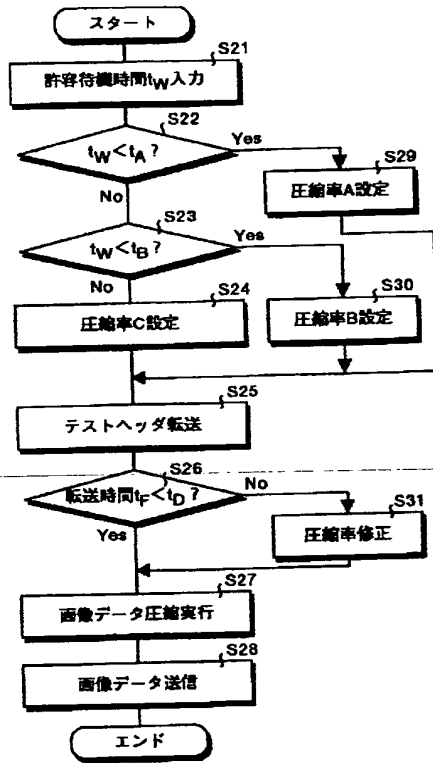 スタート
S21
許容待機時間tW入力
S22
tW<tA?
Yes
No
S29
圧縮率A設定
S23
tW<tB?
Yes
No
S24
圧縮率C設定
S30
圧縮率B設定
S25
テストヘッダ転送
S26
転送時間tF<tD?
No
Yes
S31
圧縮率修正
S27
画像データ圧縮実行
S28
画像データ送信
エンド